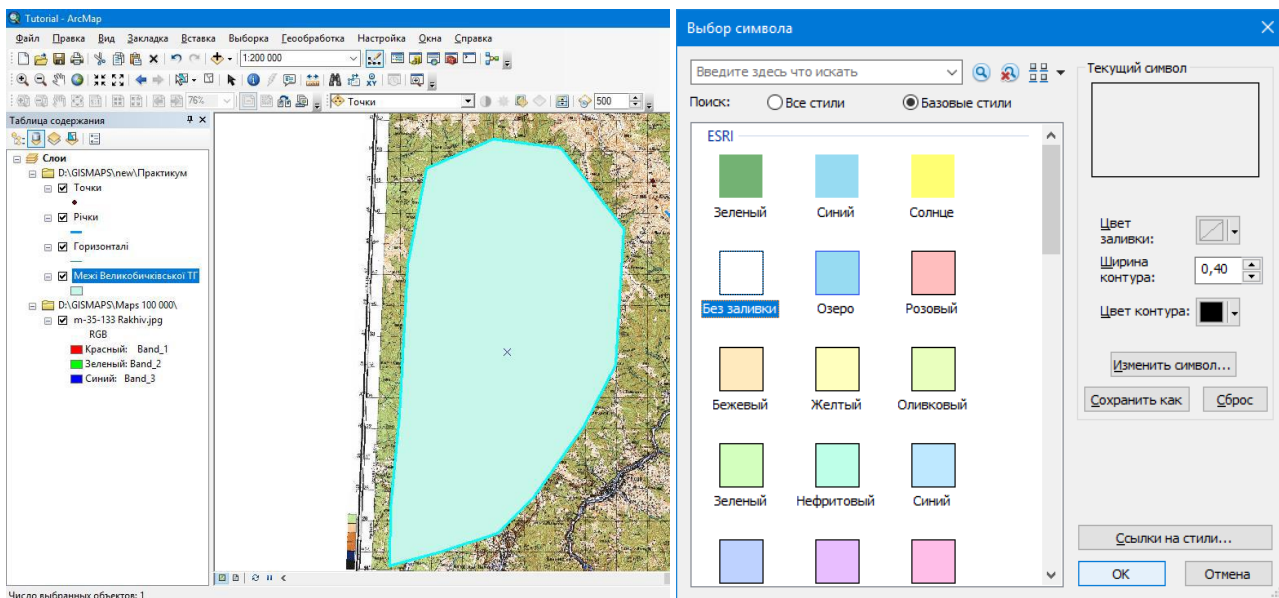 Tutorial - ArcMap
Файл Правка Вид Закладка Вставка Выборка Геообработка Настройка Окна Справка
1:200 000
76% Точки 500
Таблица содержания
Слои
D:\GISMAPS\new\Практикум
Точки
Річки
Горизонталі
Межі Великобичківської ТГ
D:\GISMAPS\Maps 100 000\
m-35-133 Rakhiv.jpg
RGB
Красный: Band_1
Зеленый: Band_2
Синий: Band_3
Число выбранных объектов: 1
Выбор символа
Введите здесь что искать
Поиск: Все стили Базовые стили
ESRI
Зеленый Синий Солнце
Без заливки Озеро Розовый
Бежевый Желтый Оливковый
Зеленый Нефритовый Синий
Текущий символ
Цвет
заливки:
Ширина
контура: 0,40
Цвет контура:
Изменить символ...
Сохранить как Сброс
Ссылки на стили...
OK Отмена